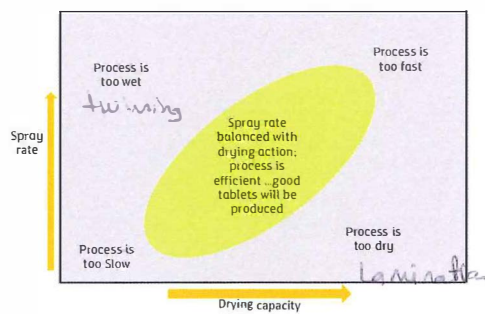 Process is
too fast
Process is
too wet
twinning
Spray
rate
Spray rate
balanced with
drying action;
process is
efficient ...good
tablets will be
produced
Process is
too Slow
Process is
too dry
Drying capacity